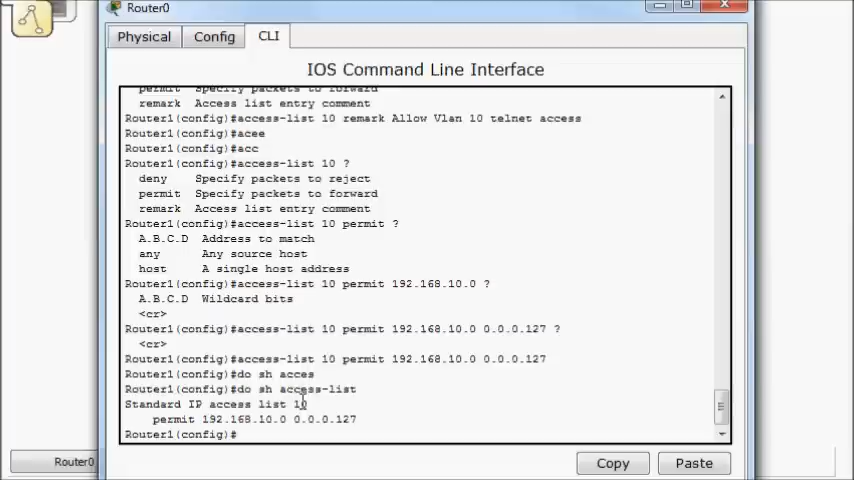 Router0
Physical
Config
CLI
IOS Command Line Interface
permit  Specify packets to forward
remark  Access list entry comment
Router1(config)#access-list 10 remark Allow Vlan 10 telnet access
Router1(config)#acee
Router1(config)#acc
Router1(config)#access-list 10 ?
deny    Specify packets to reject
permit  Specify packets to forward
remark  Access list entry comment
Router1(config)#access-list 10 permit ?
A.B.C.D  Address to match
any      Any source host
host     A single host address
Router1(config)#access-list 10 permit 192.168.10.0 ?
A.B.C.D  Wildcard bits
<cr>
Router1(config)#access-list 10 permit 192.168.10.0 0.0.0.127 ?
<cr>
Router1(config)#access-list 10 permit 192.168.10.0 0.0.0.127
Router1(config)#do sh acces
Router1(config)#do sh access-list
Standard IP access list 10
permit 192.168.10.0 0.0.0.127
Router1(config)#
Router0
Copy
Paste